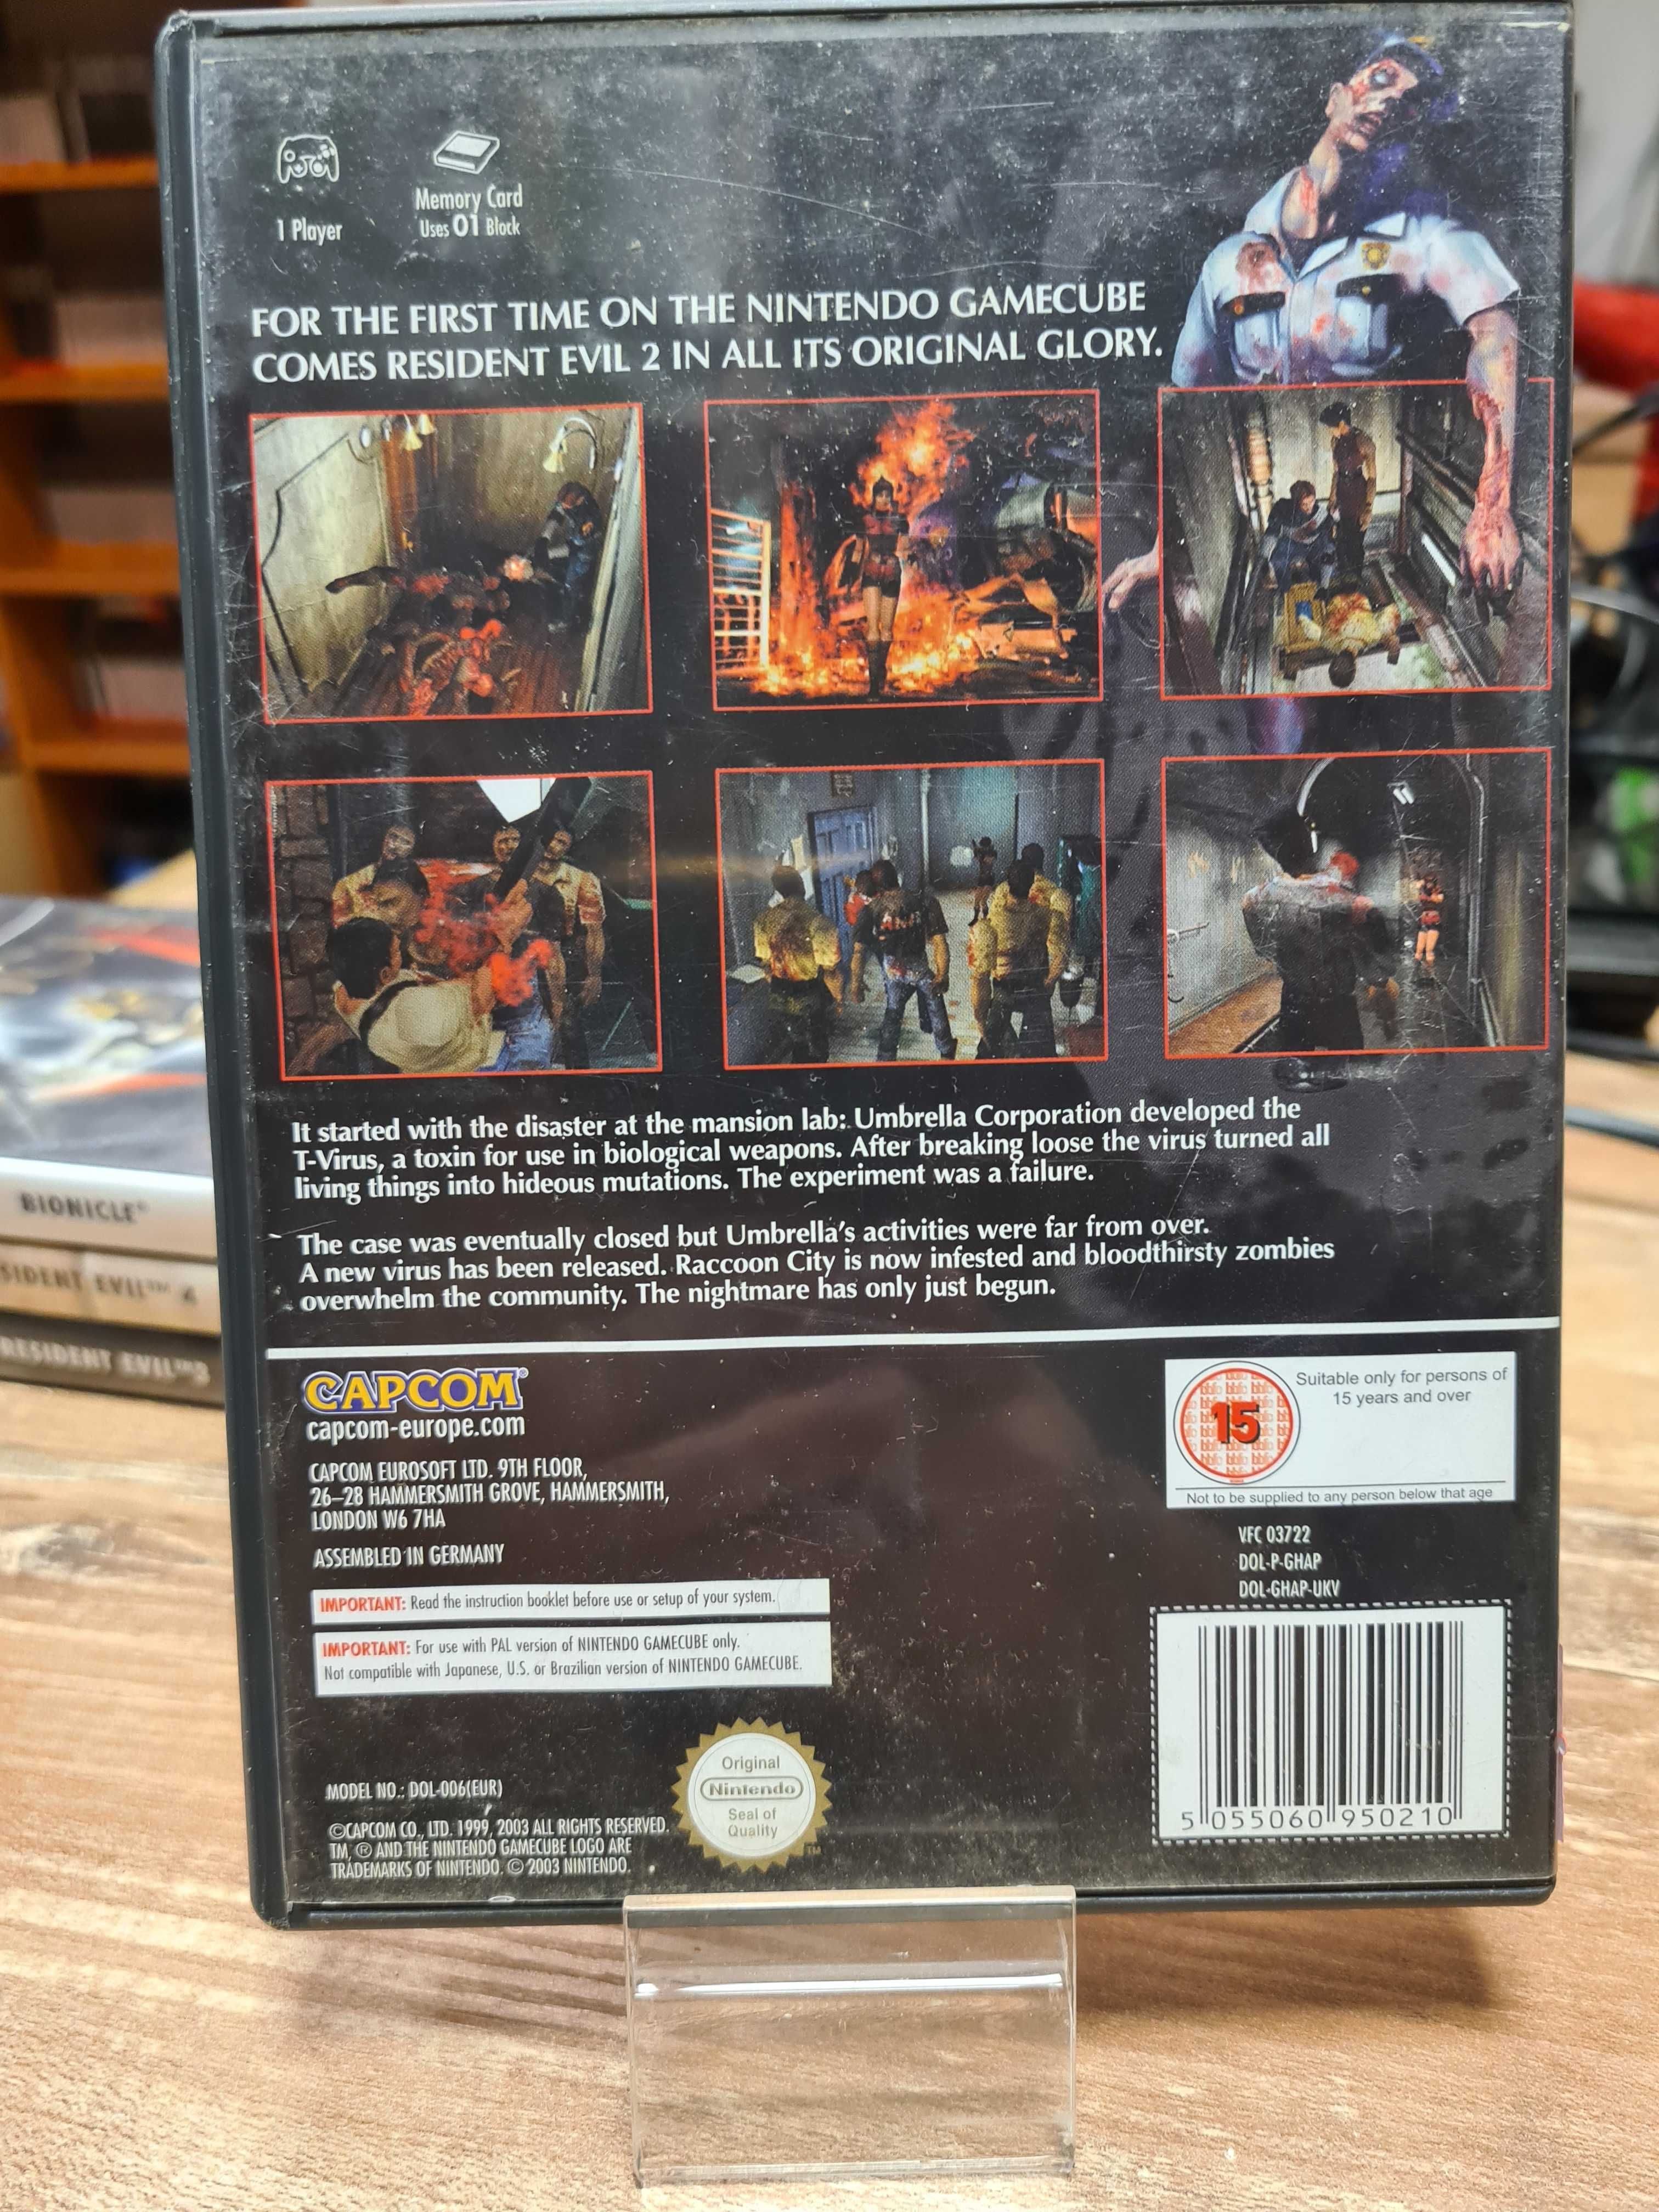 1 Player
Memory Card
Uses 01 Block
FOR THE FIRST TIME ON THE NINTENDO GAMECUBE
COMES RESIDENT EVIL 2 IN ALL ITS ORIGINAL GLORY.
It started with the disaster at the mansion lab: Umbrella Corporation developed the
T-Virus, a toxin for use in biological weapons. After breaking loose the virus turned all
living things into hideous mutations. The experiment was a failure.
The case was eventually closed but Umbrella's activities were far from over.
A new virus has been released. Raccoon City is now infested and bloodthirsty zombies
overwhelm the community. The nightmare has only just begun.
BIONICLE®
SIDENT EVIL™ 4
RESIDENT EVIL™3
CAPCOM®
capcom-europe.com
CAPCOM EUROSOFT LTD. 9TH FLOOR,
26–28 HAMMERSMITH GROVE, HAMMERSMITH,
LONDON W6 7HA
ASSEMBLED IN GERMANY
IMPORTANT: Read the instruction booklet before use or setup of your system.
IMPORTANT: For use with PAL version of NINTENDO GAMECUBE only.
Not compatible with Japanese, U.S. or Brazilian version of NINTENDO GAMECUBE.
15
Suitable only for persons of
15 years and over
Not to be supplied to any person below that age
VFC 03722
DOL-P-GHAP
DOL-GHAP-UKV
MODEL NO.: DOL-006(EUR)
©CAPCOM CO., LTD. 1999, 2003 ALL RIGHTS RESERVED.
TM, ® AND THE NINTENDO GAMECUBE LOGO ARE
TRADEMARKS OF NINTENDO. © 2003 NINTENDO.
Original
Nintendo
Seal of
Quality
TM
5 055060 950210